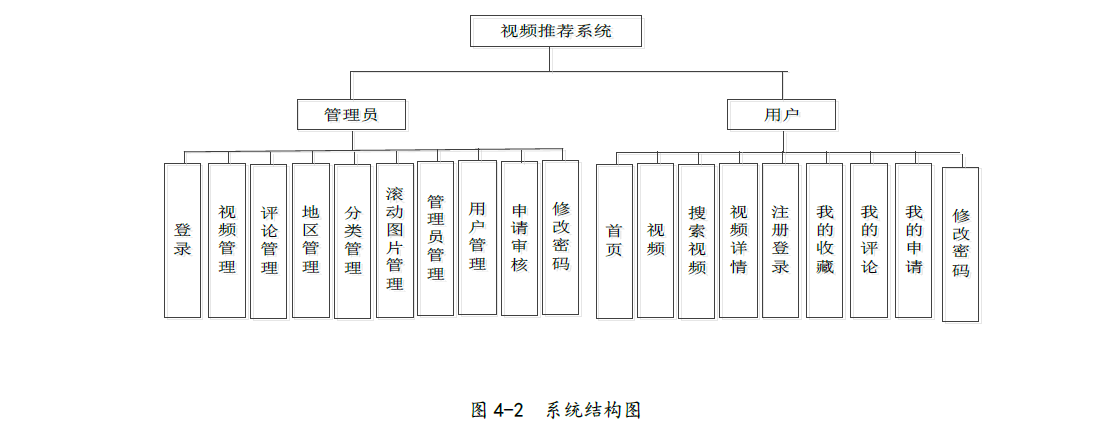 视频推荐系统
管理员
用户
登录
视频管理
评论管理
地区管理
分类管理
滚动图片管理
管理员管理
用户管理
申请审核
修改密码
首页
视频
搜索视频
视频详情
注册登录
我的收藏
我的评论
我的申请
修改密码
图 4-2 系统结构图